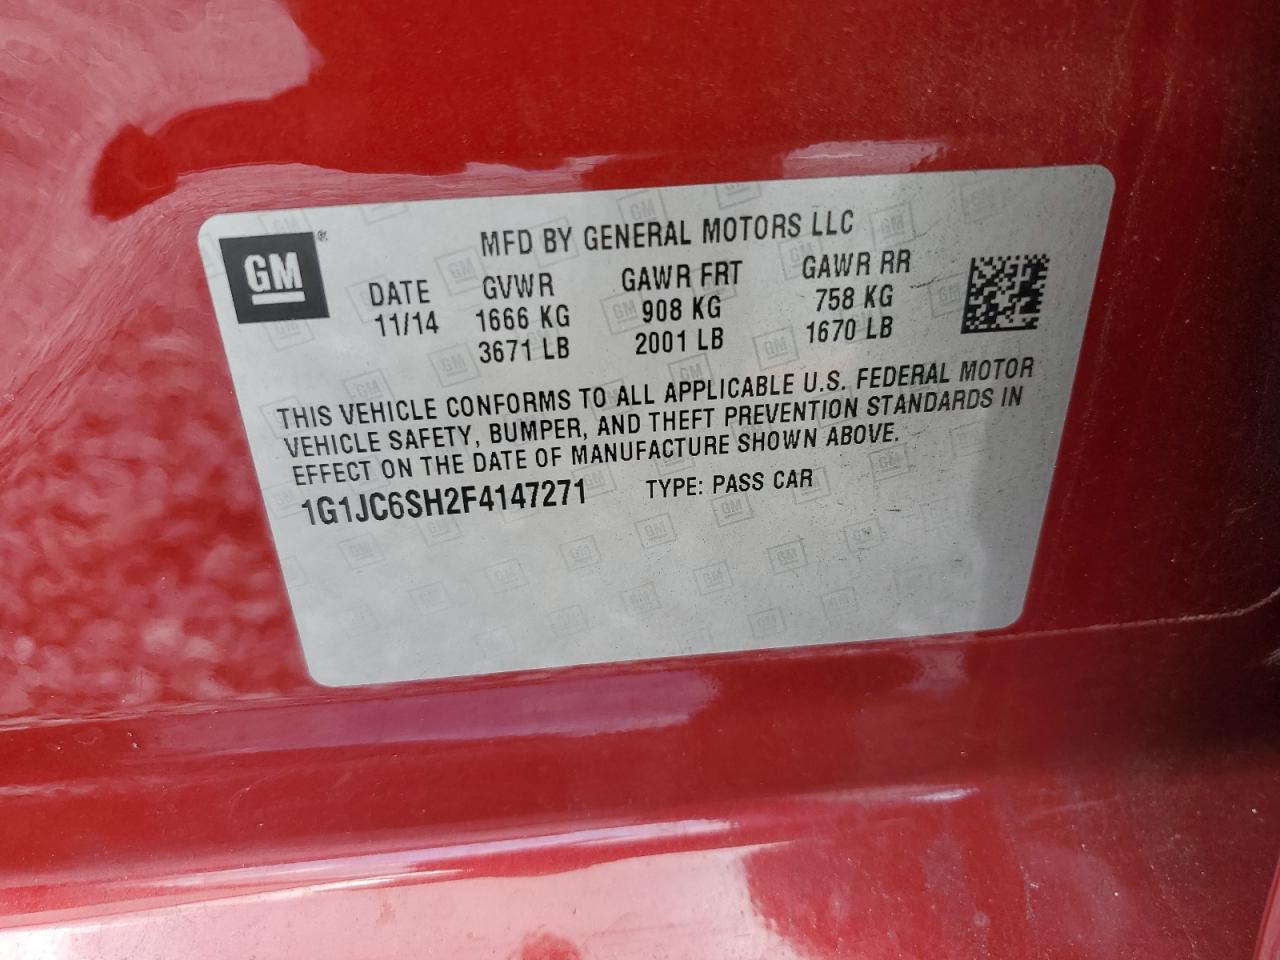 GM ®
MFD BY GENERAL MOTORS LLC
DATE GVWR GAWR FRT GAWR RR
11/14 1666 KG 908 KG 758 KG
3671 LB 2001 LB 1670 LB
THIS VEHICLE CONFORMS TO ALL APPLICABLE U.S. FEDERAL MOTOR
VEHICLE SAFETY, BUMPER, AND THEFT PREVENTION STANDARDS IN
EFFECT ON THE DATE OF MANUFACTURE SHOWN ABOVE.
1G1JC6SH2F4147271 TYPE: PASS CAR